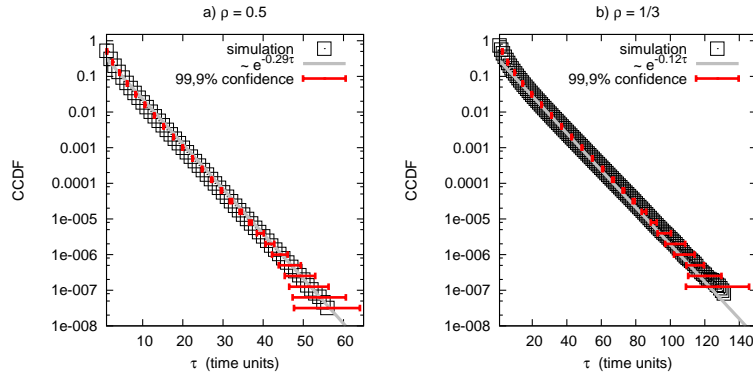 a) ρ = 0.5
1
0.1
0.01
0.001
0.0001
1e-005
1e-006
1e-007
1e-008
CCDF
simulation
~ e^-0.29τ
99,9% confidence
10 20 30 40 50 60
τ (time units)
b) ρ = 1/3
1
0.1
0.01
0.001
0.0001
1e-005
1e-006
1e-007
1e-008
CCDF
simulation
~ e^-0.12τ
99,9% confidence
20 40 60 80 100 120 140
τ (time units)